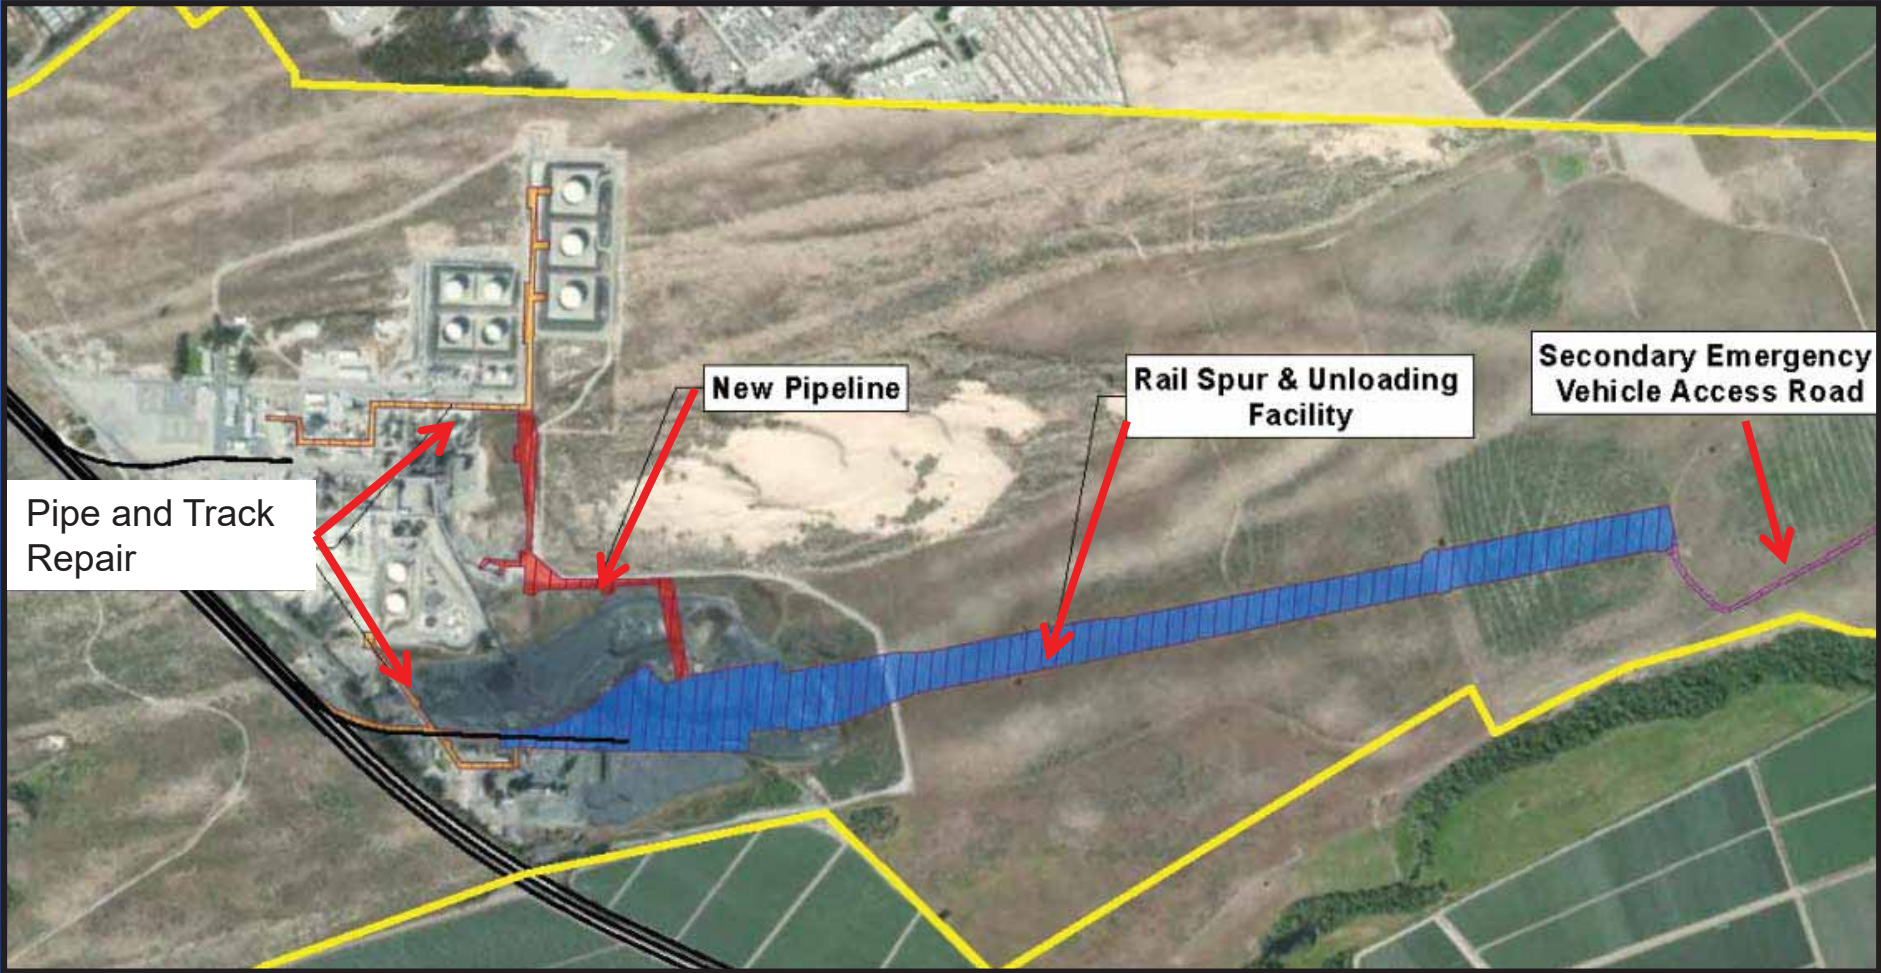 New Pipeline
Rail Spur & Unloading
Facility
Secondary Emergency
Vehicle Access Road
Pipe and Track
Repair